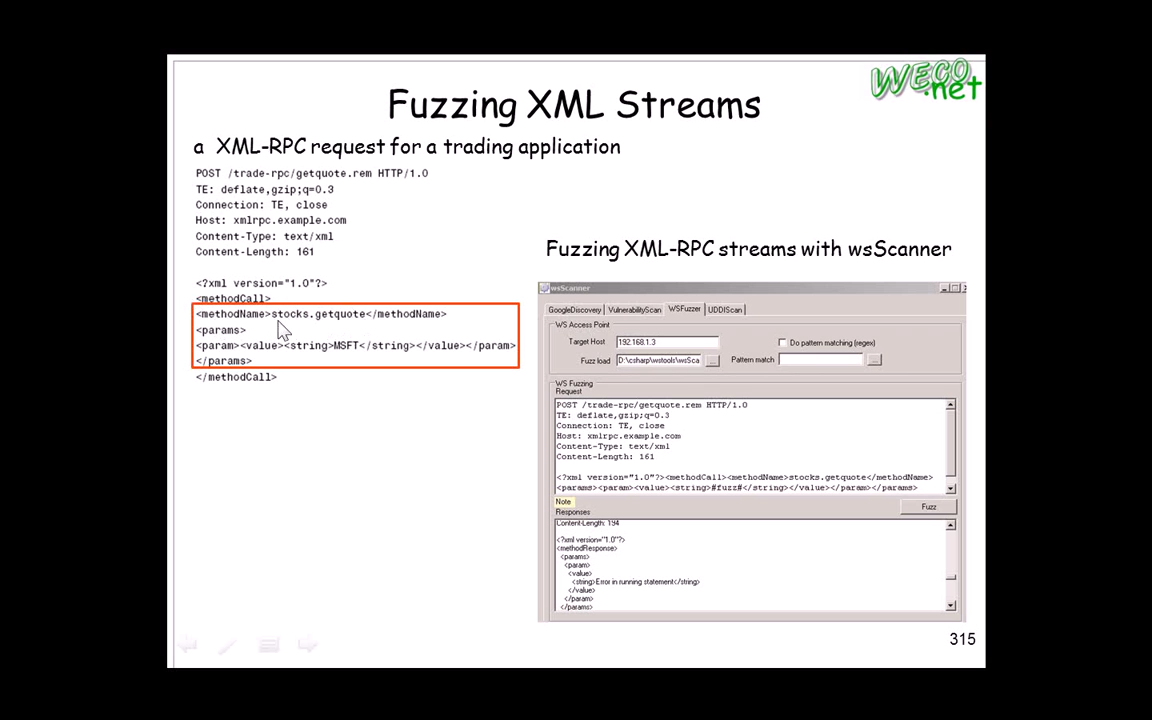 WECO
.net
Fuzzing XML Streams
a XML-RPC request for a trading application
POST /trade-rpc/getquote.rem HTTP/1.0
TE: deflate,gzip;q=0.3
Connection: TE, close
Host: xmlrpc.example.com
Content-Type: text/xml
Content-Length: 161
<?xml version="1.0"?>
<methodCall>
<methodName>stocks.getquote</methodName>
<params>
<param><value><string>MSFT</string></value></param>
</params>
</methodCall>
Fuzzing XML-RPC streams with wsScanner
wsScanner
GoogleDiscovery VulnerabilityScan WSFuzzer UDDIScan
WS Access Point
Target Host 192.168.1.3 Do pattern matching (regex)
Fuzz load D:\csharp\wstools\wsSca ... Pattern match ...
WS Fuzzing
Request
POST /trade-rpc/getquote.rem HTTP/1.0
TE: deflate,gzip;q=0.3
Connection: TE, close
Host: xmlrpc.example.com
Content-Type: text/xml
Content-Length: 161
<?xml version="1.0"?><methodCall><methodName>stocks.getquote</methodName>
<params><param><value><string>#fuzz#</string></value></param></params>
Note
Responses
Fuzz
Content-Length: 194
<?xml version="1.0"?>
<methodResponse>
<params>
<param>
<value>
<string>Error in running statement</string>
</value>
</param>
</params>
315